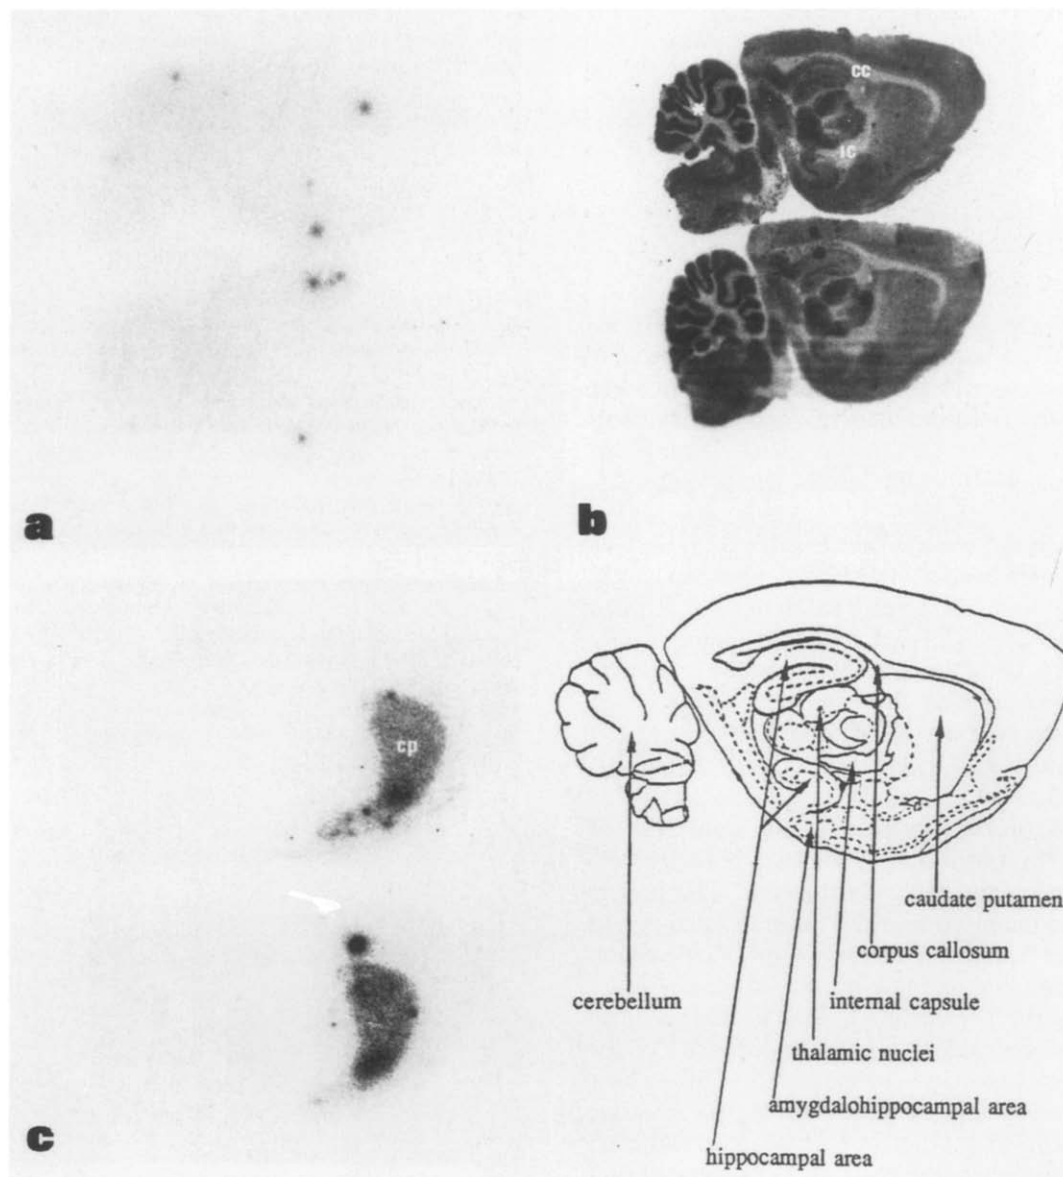 cc
*
ic
a
b
cp
caudate putamen
corpus callosum
cerebellum
internal capsule
thalamic nuclei
amygdalohippocampal area
c
hippocampal area